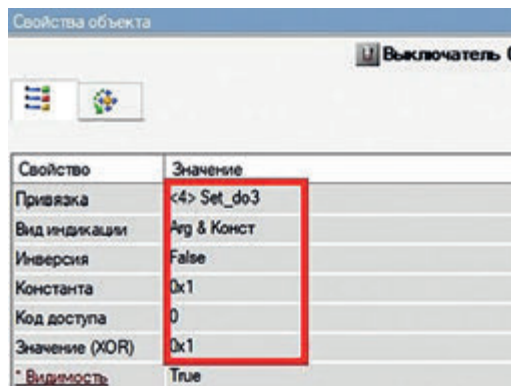 Свойства объекта
Выключатель
Свойство Значение
Привязка <4> Set_do3
Вид индикации Arg & Конст
Инверсия False
Константа 0x1
Код доступа 0
Значение (XOR) 0x1
* Видимость True